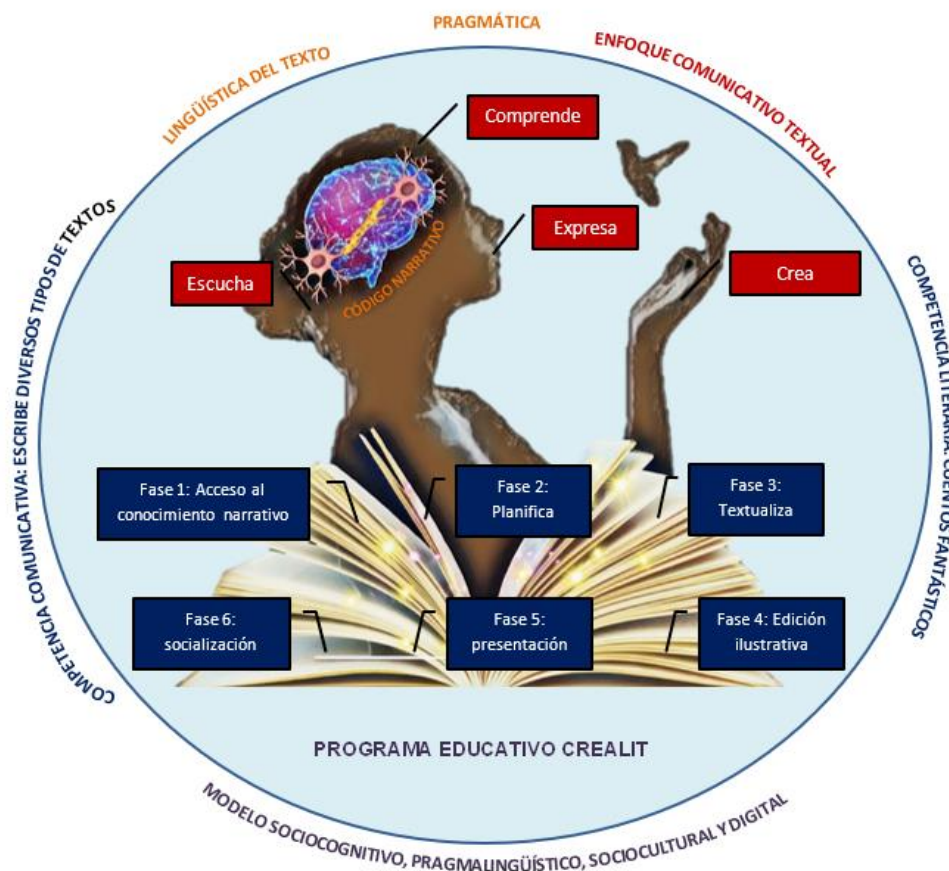 PRAGMÁTICA
LINGÜÍSTICA DEL TEXTO
ENFOQUE COMUNICATIVO TEXTUAL
Comprende
Expresa
Escucha
Crea
CÓDIGO NARRATIVO
COMPETENCIA COMUNICATIVA: ESCRIBE DIVERSOS TIPOS DE TEXTOS
COMPETENCIA LITERARIA: CUENTOS FANTÁSTICOS
Fase 1: Acceso al
conocimiento narrativo
Fase 2:
Planifica
Fase 3:
Textualiza
Fase 6:
socialización
Fase 5:
presentación
Fase 4: Edición
ilustrativa
PROGRAMA EDUCATIVO CREALIT
MODELO SOCIOCOGNITIVO, PRAGMALINGÜÍSTICO, SOCIOCULTURAL Y DIGITAL